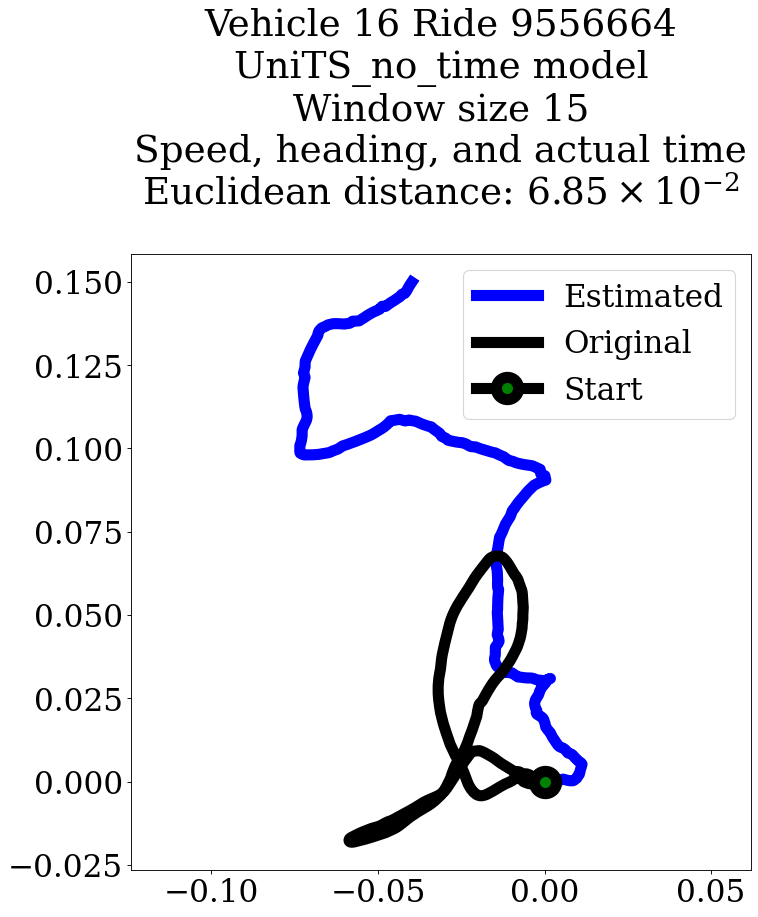 Vehicle 16 Ride 9556664
UniTS_no_time model
Window size 15
Speed, heading, and actual time
Euclidean distance: 6.85 × 10⁻²
Estimated
Original
Start
0.150
0.125
0.100
0.075
0.050
0.025
0.000
−0.025
−0.10
−0.05
0.00
0.05